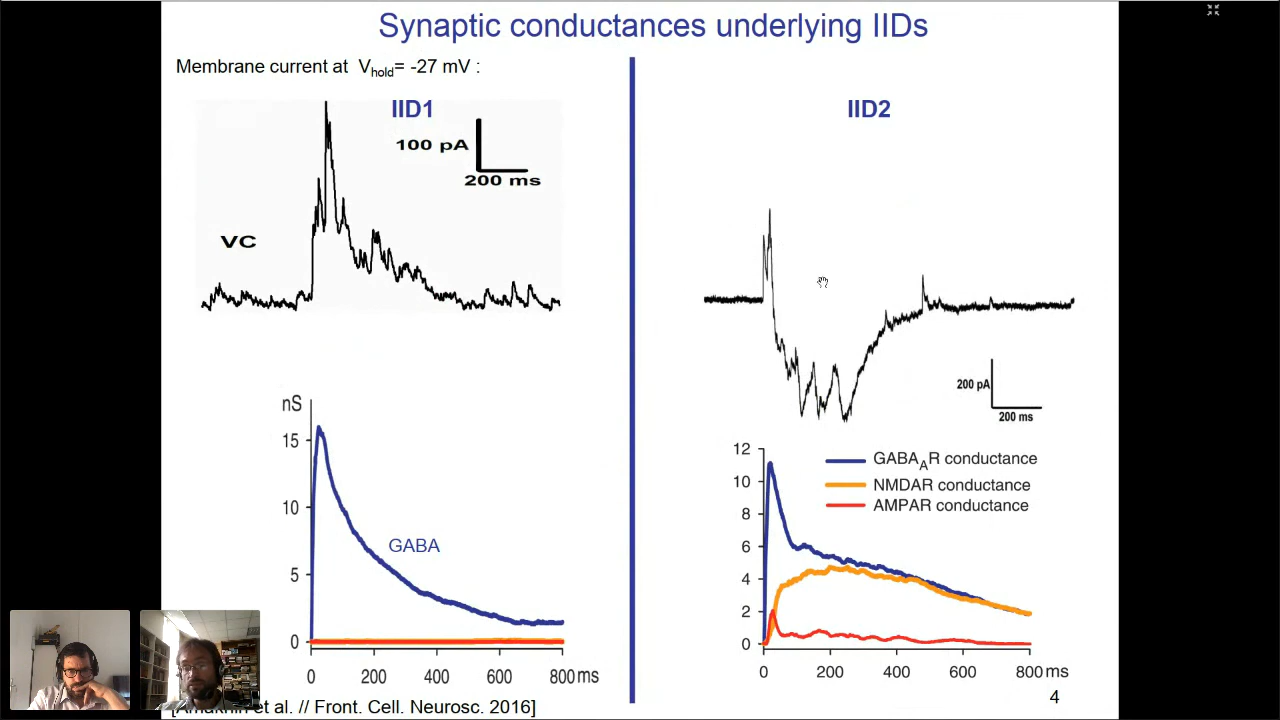 Synaptic conductances underlying IIDs
Membrane current at Vhold= -27 mV :
IID1
100 pA
200 ms
VC
nS
15
10
5
0
GABA
0 200 400 600 800 ms
IID2
200 pA
200 ms
12
10
8
6
4
2
0
GABAAR conductance
NMDAR conductance
AMPAR conductance
0 200 400 600 800 ms
et al. // Front. Cell. Neurosc. 2016]
4